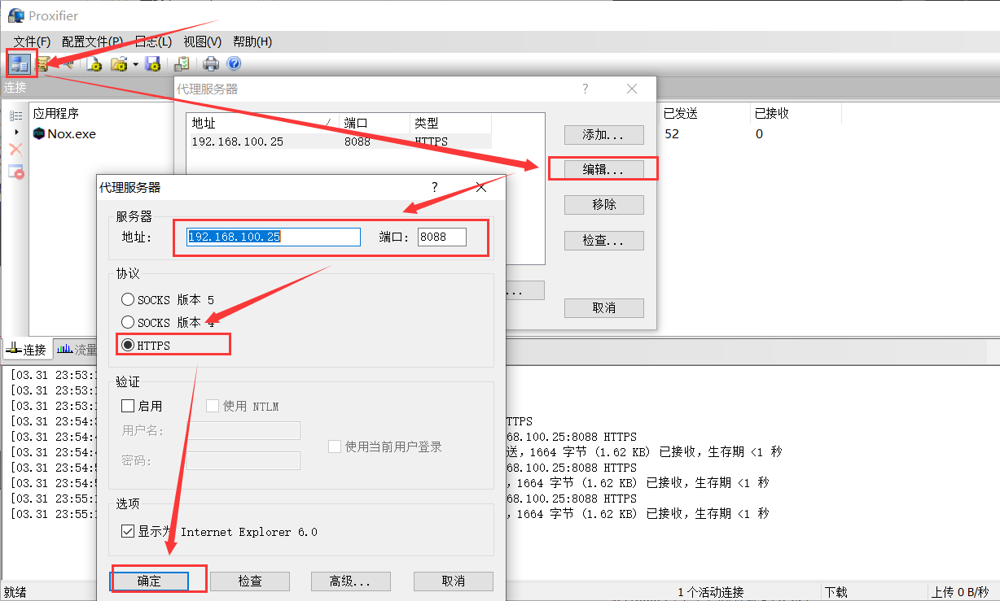 Proxifier
文件(F) 配置文件(P) 日志(L) 视图(V) 帮助(H)
连接
代理服务器 ?
应用程序
Nox.exe
地址 端口 类型
192.168.100.25 8088 HTTPS
添加...
编辑...
移除
检查...
...
取消
已发送 已接收
52 0
代理服务器 ?
服务器
地址: 192.168.100.25 端口: 8088
协议
SOCKS 版本 5
SOCKS 版本 4
HTTPS
验证
启用 使用 NTLM
用户名:
密码:
使用当前用户登录
选项
显示为 Internet Explorer 6.0
确定 检查 高级... 取消
连接 流量
[03.31 23:53:1
[03.31 23:53:1
[03.31 23:53:1
[03.31 23:54: TTPS
[03.31 23:54:4 68.100.25:8088 HTTPS
[03.31 23:54:4 送, 1664 字节 (1.62 KB) 已接收, 生存期 <1 秒
[03.31 23:54:5 68.100.25:8088 HTTPS
[03.31 23:54:5 , 1664 字节 (1.62 KB) 已接收, 生存期 <1 秒
[03.31 23:55:1 68.100.25:8088 HTTPS
[03.31 23:55:1 , 1664 字节 (1.62 KB) 已接收, 生存期 <1 秒
就绪 1 个活动连接 下载 上传 0 B/秒